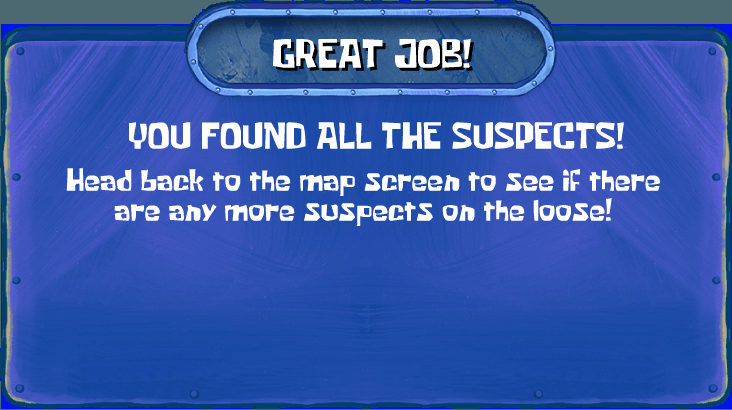 GREAT JOB!
YOU FOUND ALL THE SUSPECTS!
Head back to the map screen to see if there
are any more suspects on the loose!